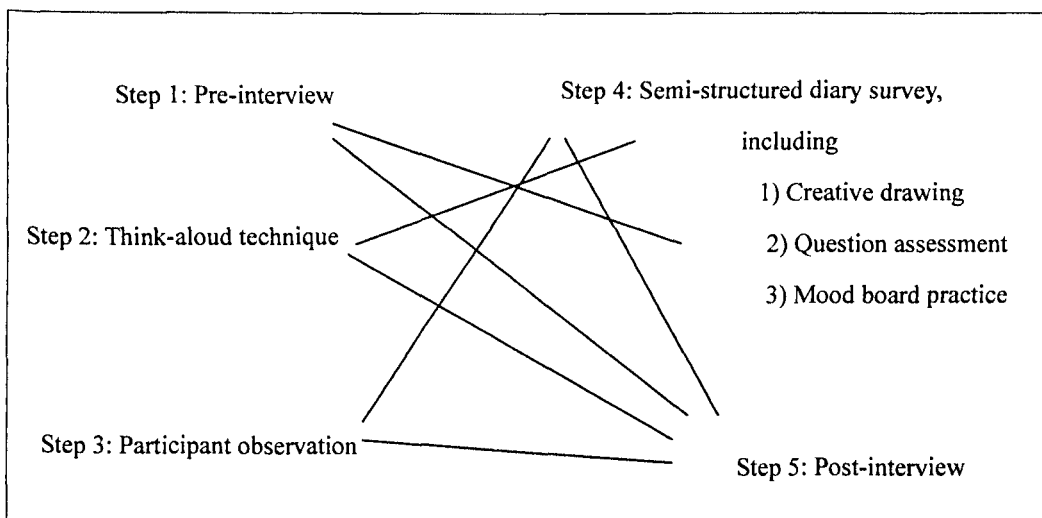 Step 1: Pre-interview
Step 4: Semi-structured diary survey,
including
1) Creative drawing
2) Question assessment
3) Mood board practice
Step 2: Think-aloud technique
Step 3: Participant observation
Step 5: Post-interview